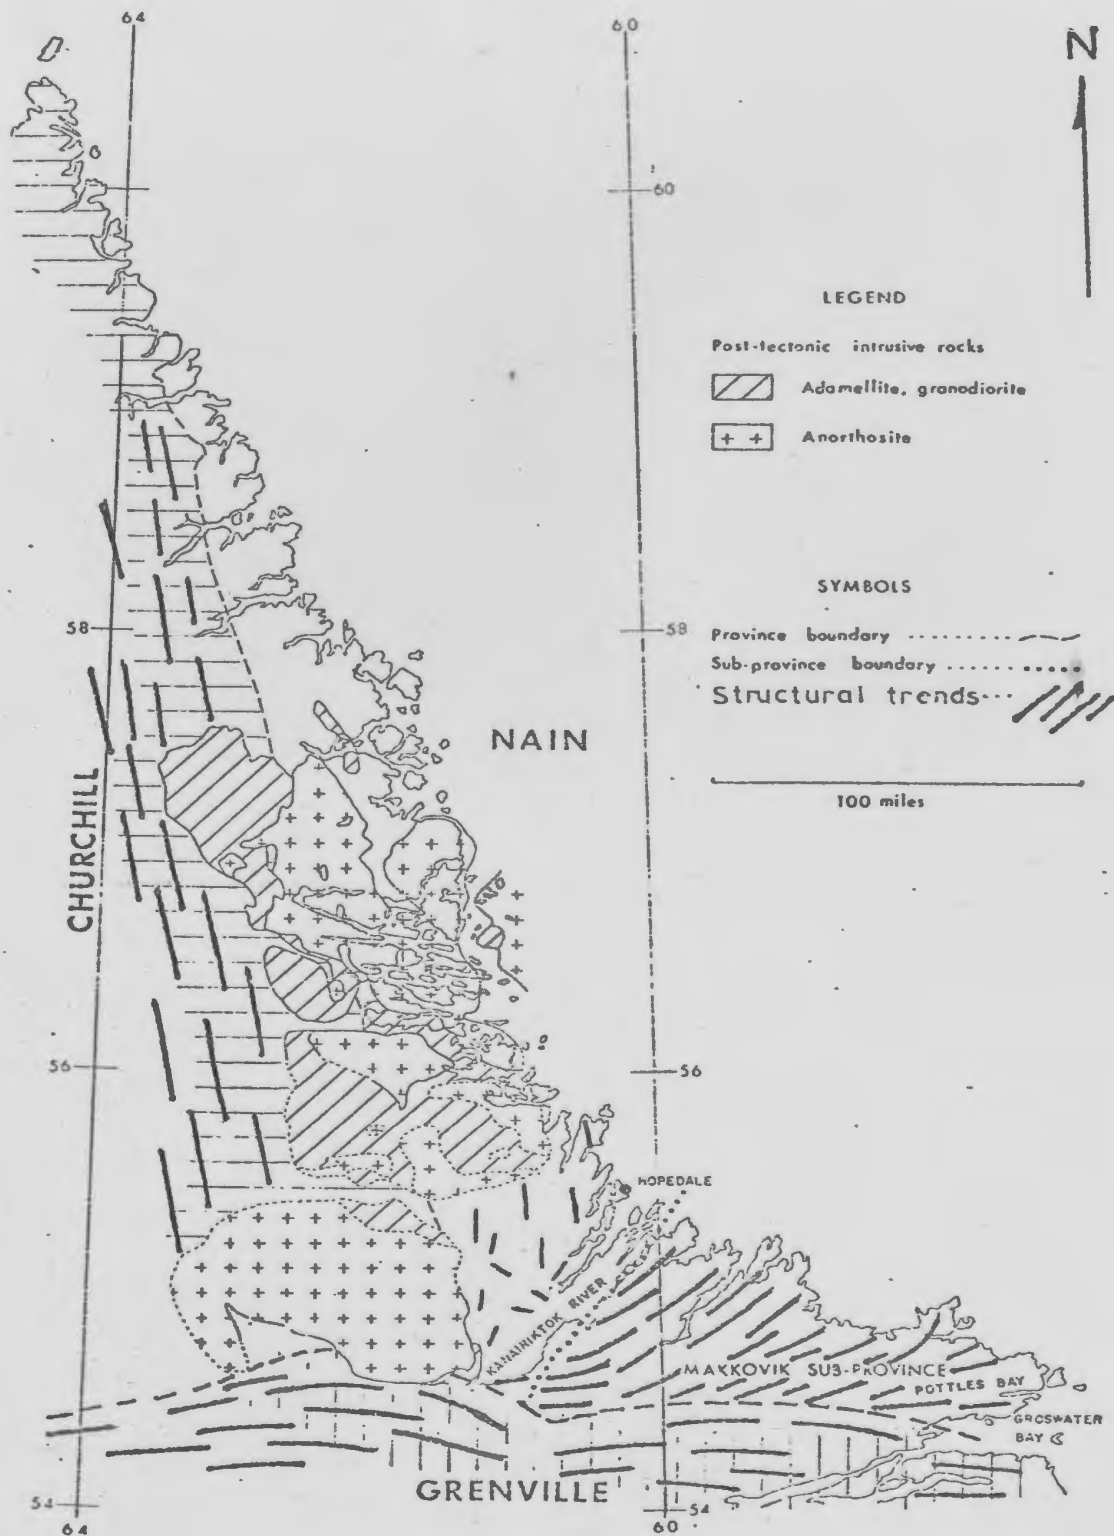 64
60
N
60
LEGEND
Post-tectonic intrusive rocks
Adamellite, granodiorite
Anorthosite
SYMBOLS
58
58
Province boundary
Sub-province boundary
Structural trends
NAIN
100 miles
CHURCHILL
56
56
HOPEDALE
KANAIRIKTOK RIVER
MAKKOVIK SUB-PROVINCE
POTTLES BAY
GROSWATER
BAY
GRENVILLE
54
54
64
60